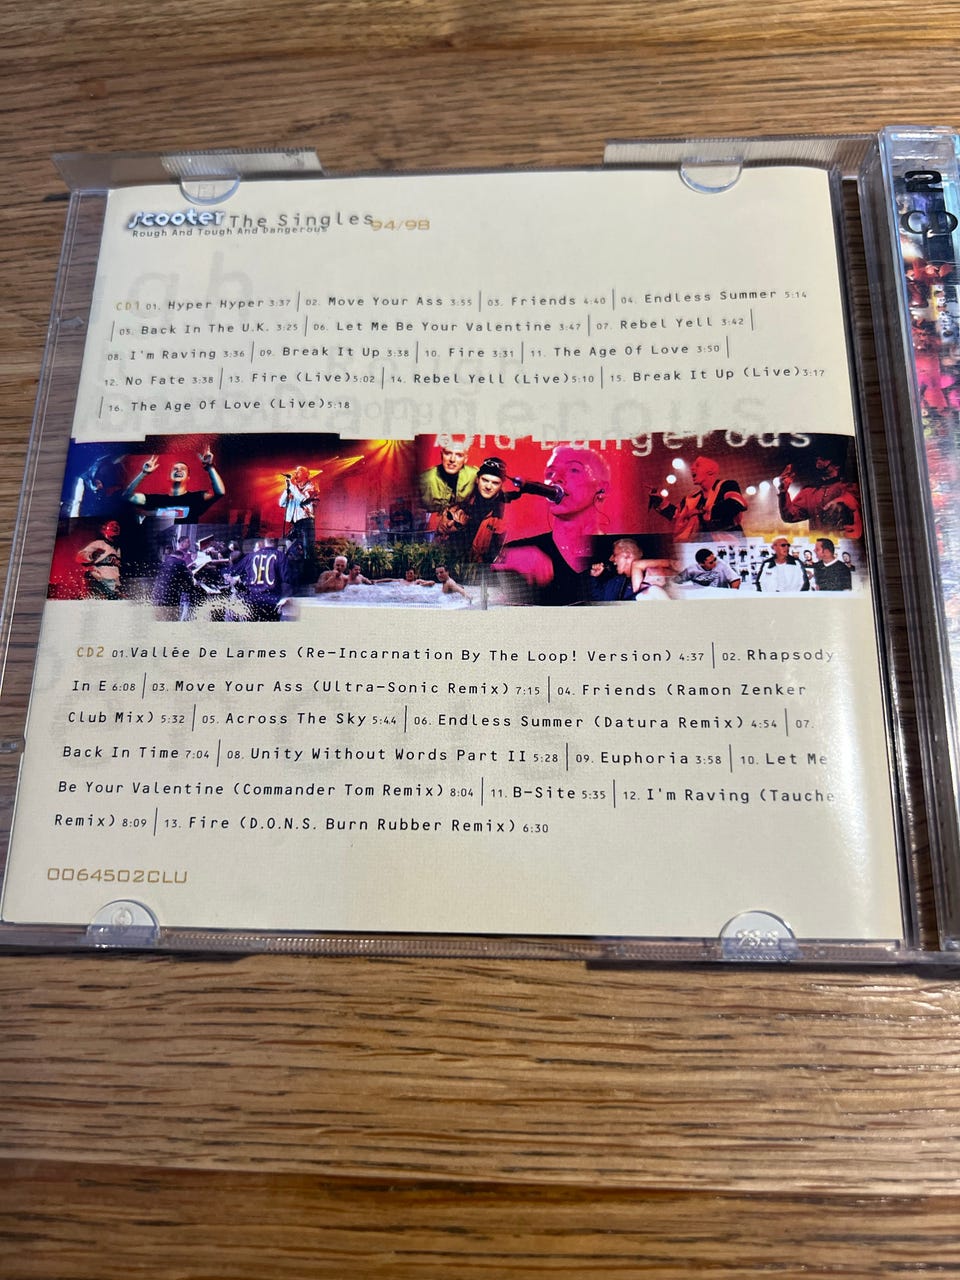 scooter The Singles 94/98
Rough And Tough And Dangerous
CD1 01. Hyper Hyper 3:37 | 02. Move Your Ass 3:55 | 03. Friends 4:40 | 04. Endless Summer 5:14
| 05. Back In The U.K. 3:25 | 06. Let Me Be Your Valentine 3:47 | 07. Rebel Yell 3:42 |
08. I'm Raving 3:36 | 09. Break It Up 3:38 | 10. Fire 3:31 | 11. The Age Of Love 3:50 |
12. No Fate 3:38 | 13. Fire (Live)5:02 | 14. Rebel Yell (Live)5:10 | 15. Break It Up (Live)3:17
| 16. The Age Of Love (Live)5:18
And Dangerous
SEC
CD2 01.Vallée De Larmes (Re-Incarnation By The Loop! Version) 4:37 | 02. Rhapsody
In E 6:08 | 03. Move Your Ass (Ultra-Sonic Remix) 7:15 | 04. Friends (Ramon Zenker
Club Mix) 5:32 | 05. Across The Sky 5:44 | 06. Endless Summer (Datura Remix) 4:54 | 07.
Back In Time 7:04 | 08. Unity Without Words Part II 5:28 | 09. Euphoria 3:58 | 10. Let Me
Be Your Valentine (Commander Tom Remix) 8:04 | 11. B-Site 5:35 | 12. I'm Raving (Tauche
Remix) 8:09 | 13. Fire (D.O.N.S. Burn Rubber Remix) 6:30
0064502CLU
2
CD